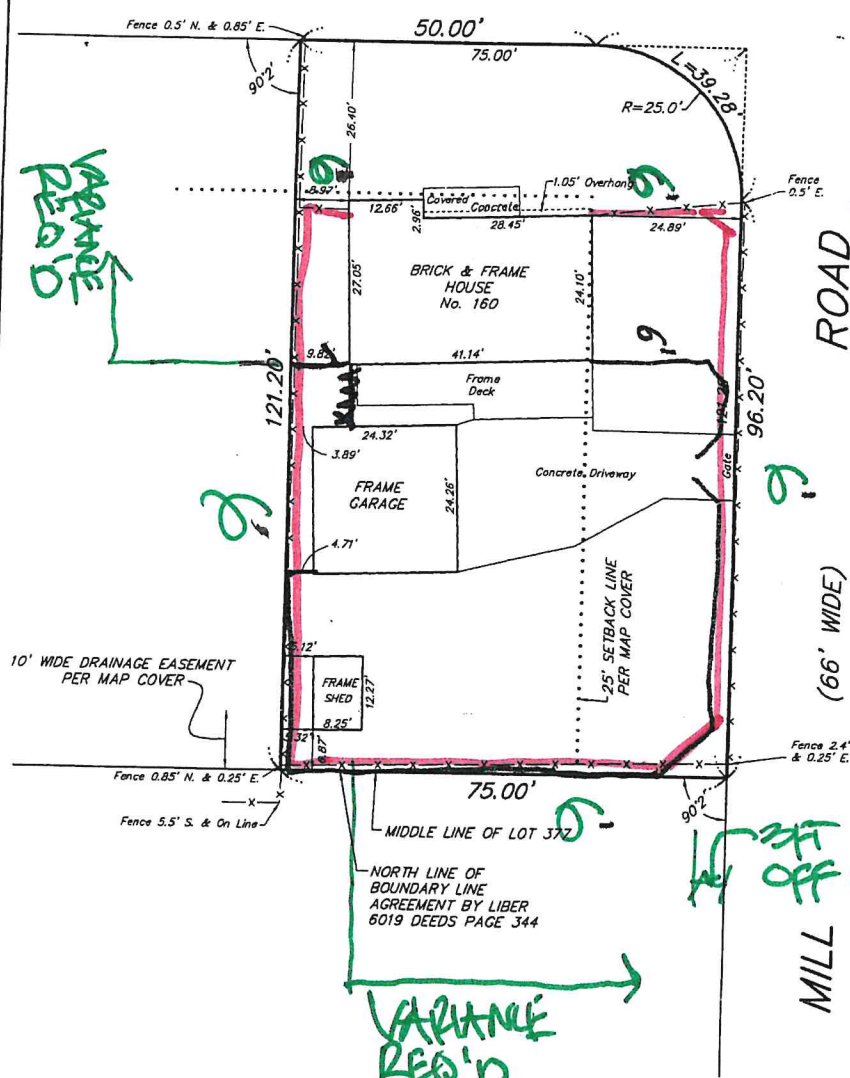 Fence 0.5' N. & 0.85' E.
50.00'
75.00'
L=39.28'
R=25.0'
90°2'
26.40'
6'
6'
8.97'
12.66'
Covered
Concrete
1.05' Overhang
2.96'
28.45'
24.89'
Fence
0.5' E.
VARIANCE
REQ'D
27.05'
BRICK & FRAME
HOUSE
No. 160
24.10'
ROAD
6'
9.82'
41.14'
Frame
Deck
121.20'
96.20'
24.32'
3.89'
FRAME
GARAGE
24.26'
Concrete Driveway
Gate
6'
6'
4.71'
25' SETBACK LINE
PER MAP COVER
(66' WIDE)
10' WIDE DRAINAGE EASEMENT
PER MAP COVER
5.12'
FRAME
SHED
12.27'
8.25'
5.32'
6.87'
Fence 2.4'
& 0.25' E.
Fence 0.85' N. & 0.25' E.
75.00'
90°2'
Fence 5.5' S. & On Line
MIDDLE LINE OF LOT 377
6'
3FT
OFF
NORTH LINE OF
BOUNDARY LINE
AGREEMENT BY LIBER
6019 DEEDS PAGE 344
MILL
VARIANCE
REQ'D